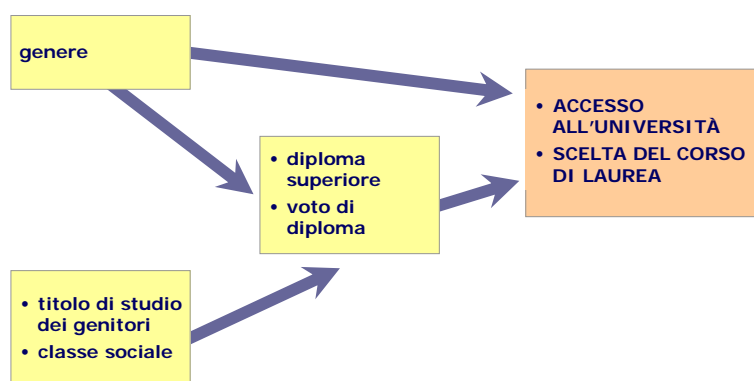 genere
• ACCESSO
ALL'UNIVERSITÀ
• SCELTA DEL CORSO
DI LAUREA
• diploma
superiore
• voto di
diploma
• titolo di studio
dei genitori
• classe sociale